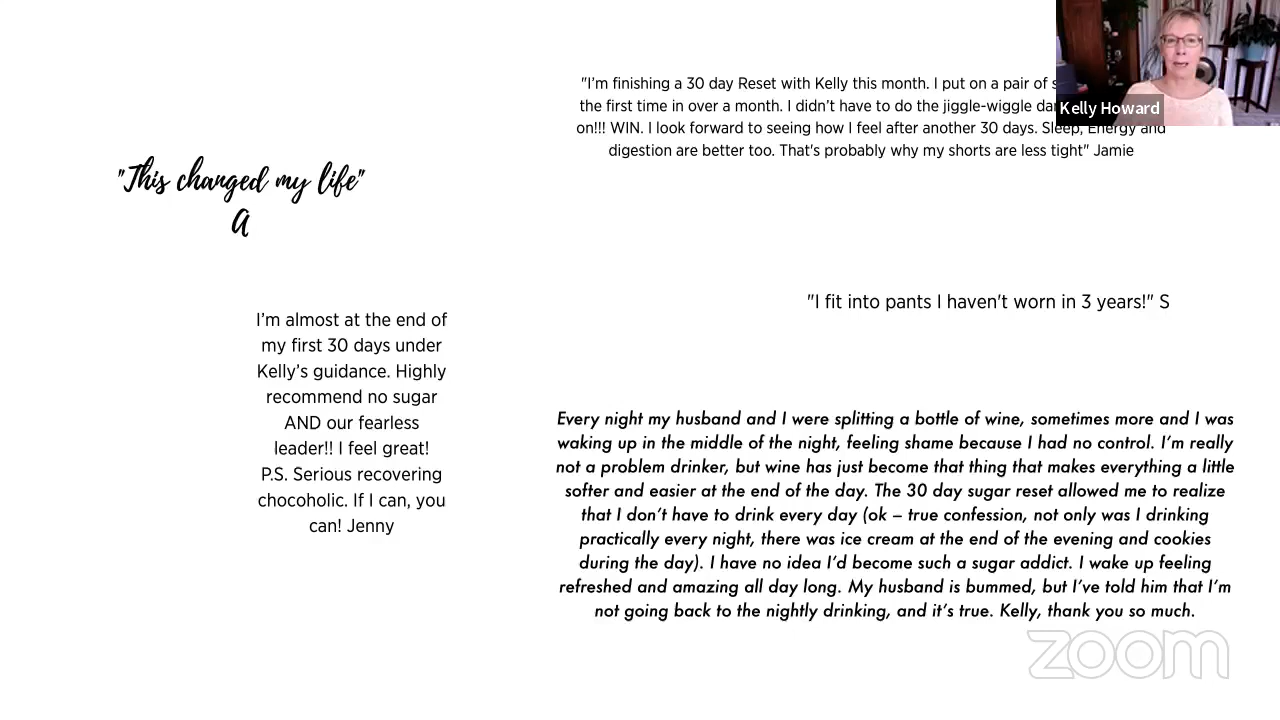 "This changed my life"
A
I'm almost at the end of
my first 30 days under
Kelly's guidance. Highly
recommend no sugar
AND our fearless
leader!! I feel great!
P.S. Serious recovering
chocoholic. If I can, you
can! Jenny
"I'm finishing a 30 day Reset with Kelly this month. I put on a pair of
the first time in over a month. I didn't have to do the jiggle-wiggle
on!!! WIN. I look forward to seeing how I feel after another 30 days. Sleep, Energy and
digestion are better too. That's probably why my shorts are less tight" Jamie
Kelly Howard
"I fit into pants I haven't worn in 3 years!" S
Every night my husband and I were splitting a bottle of wine, sometimes more and I was
waking up in the middle of the night, feeling shame because I had no control. I'm really
not a problem drinker, but wine has just become that thing that makes everything a little
softer and easier at the end of the day. The 30 day sugar reset allowed me to realize
that I don't have to drink every day (ok – true confession, not only was I drinking
practically every night, there was ice cream at the end of the evening and cookies
during the day). I have no idea I'd become such a sugar addict. I wake up feeling
refreshed and amazing all day long. My husband is bummed, but I've told him that I'm
not going back to the nightly drinking, and it's true. Kelly, thank you so much.
zoom